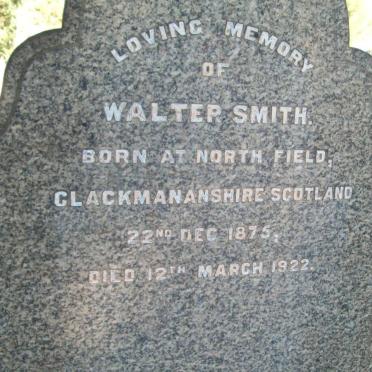 LOVING MEMORY
OF
WALTER SMITH.
BORN AT NORTH FIELD,
CLACKMANANSHIRE SCOTLAND
22ND DEC 1875,
DIED 12TH MARCH 1922.